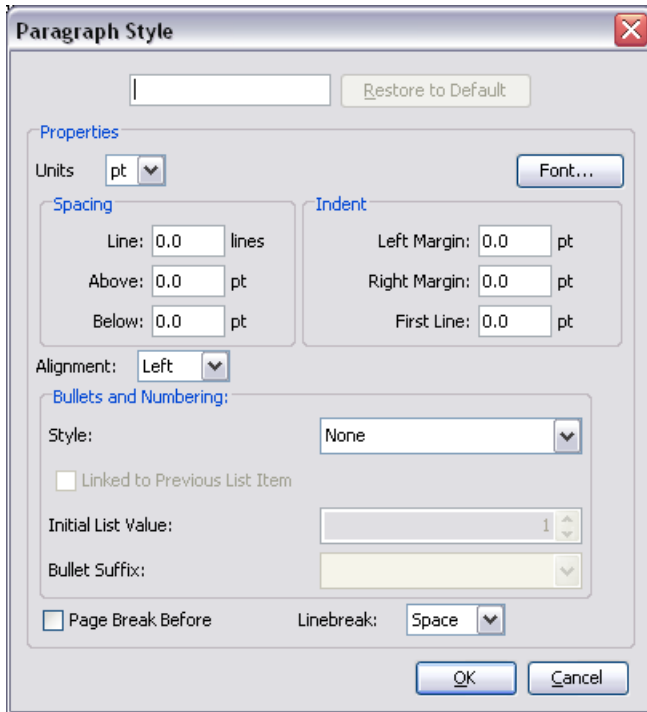 Paragraph Style
Restore to Default
Properties
Units pt Font...
Spacing Indent
Line: 0.0 lines Left Margin: 0.0 pt
Above: 0.0 pt Right Margin: 0.0 pt
Below: 0.0 pt First Line: 0.0 pt
Alignment: Left
Bullets and Numbering:
Style: None
Linked to Previous List Item
Initial List Value: 1
Bullet Suffix:
Page Break Before Linebreak: Space
OK Cancel